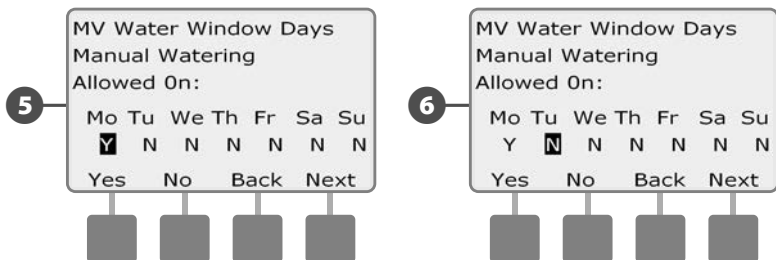 5
MV Water Window Days
Manual Watering
Allowed 0n:
Mo Tu We Th Fr Sa Su
Y N N N N N N
Yes No Back Next
6
MV Water Window Days
Manual Watering
Allowed 0n:
Mo Tu We Th Fr Sa Su
Y N N N N N N
Yes No Back Next